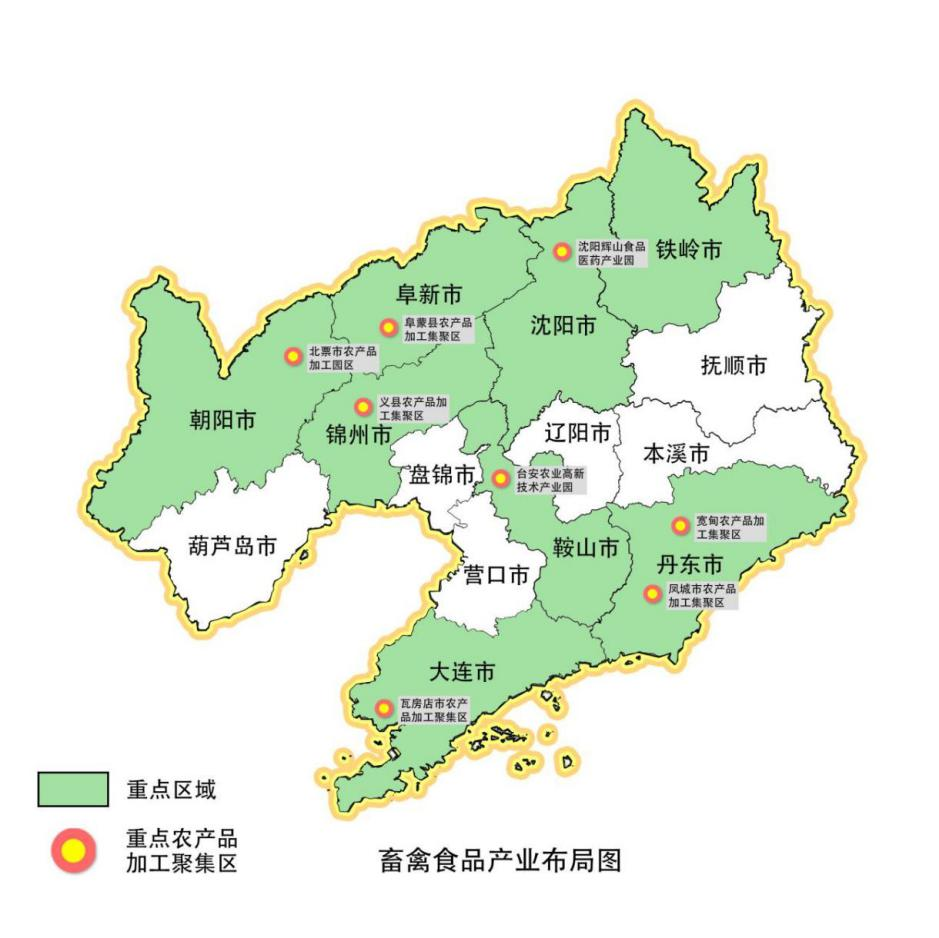 铁岭市
沈阳辉山食品
医药产业园
阜新市
沈阳市
阜蒙县农产品
加工集聚区
北票市农产品
加工园区
抚顺市
朝阳市
义县农产品加
工集聚区
锦州市
辽阳市
本溪市
盘锦市
台安农业高新
技术产业园
宽甸农产品加
工集聚区
葫芦岛市
鞍山市
丹东市
营口市
凤城市农产品
加工集聚区
大连市
瓦房店市农产
品加工聚集区
重点区域
重点农产品
加工聚集区
畜禽食品产业布局图